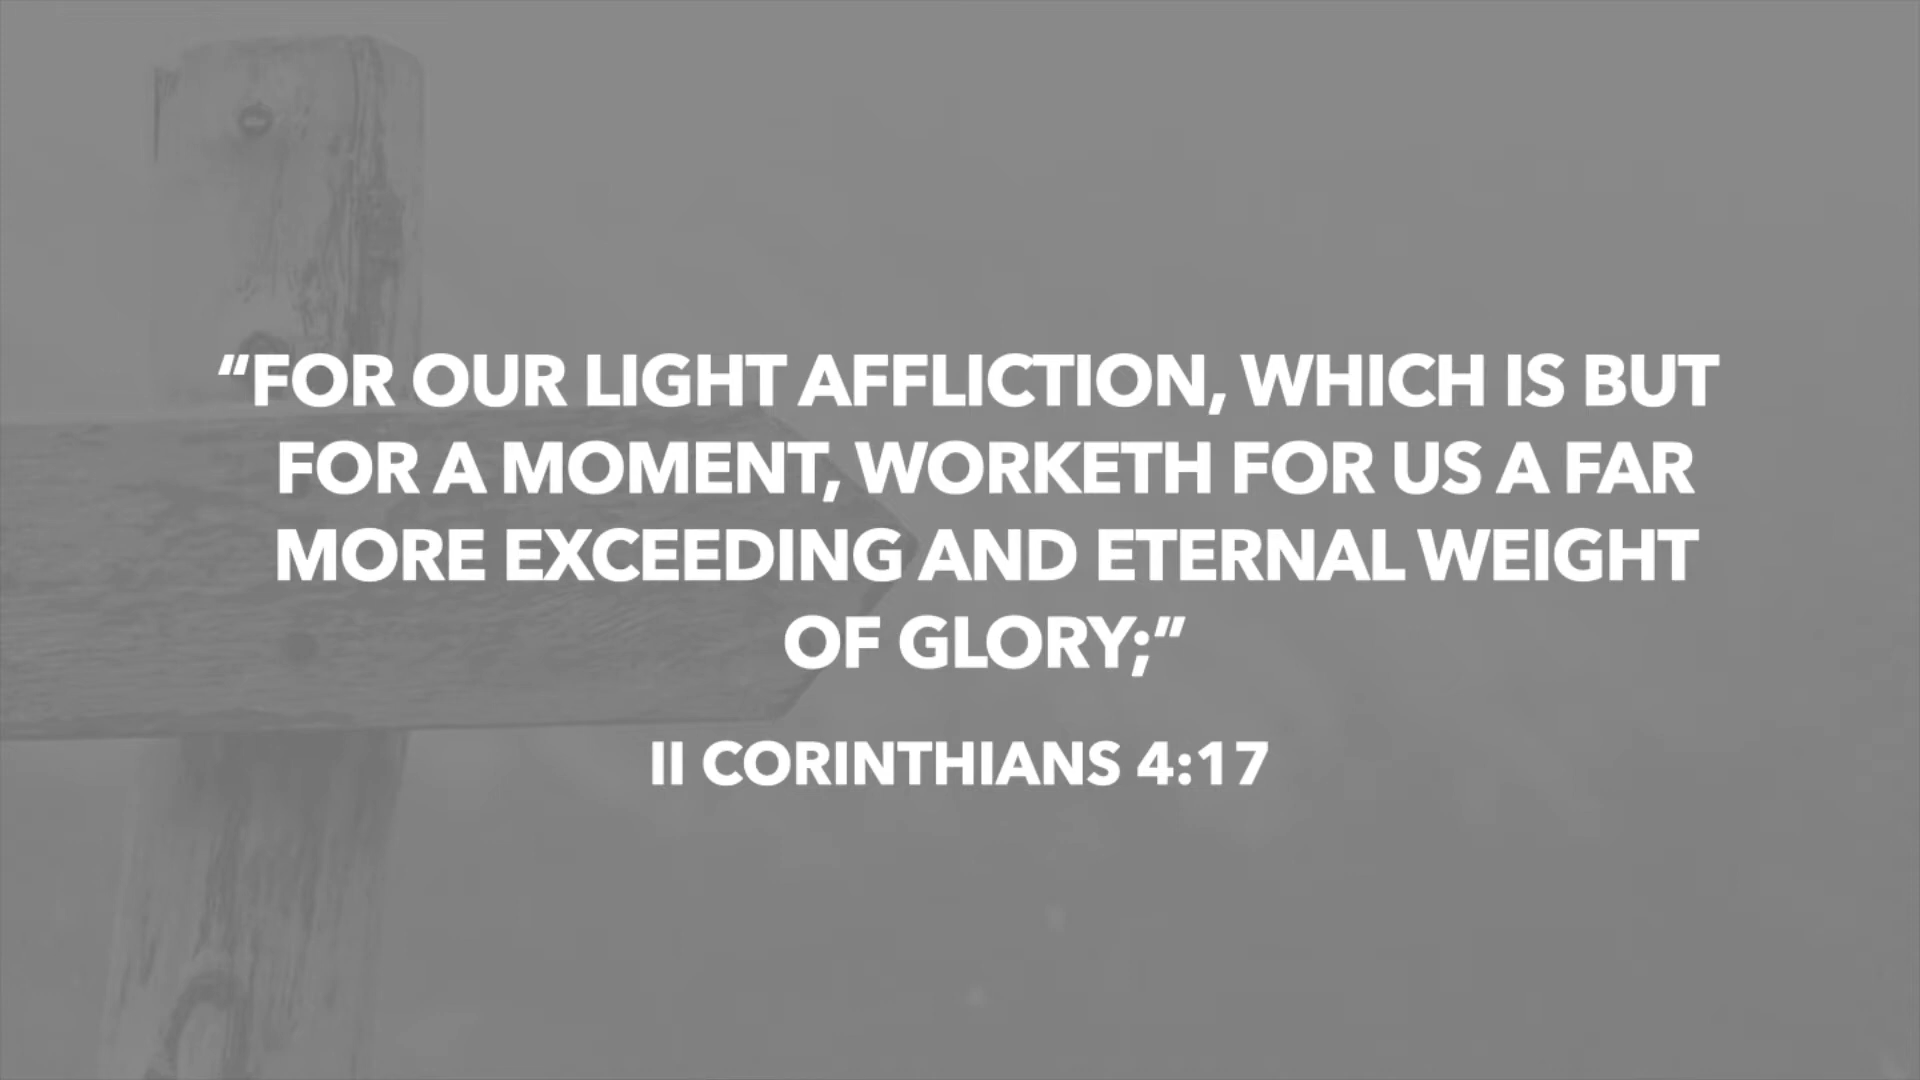 “FOR OUR LIGHT AFFLICTION, WHICH IS BUT
FOR A MOMENT, WORKETH FOR US A FAR
MORE EXCEEDING AND ETERNAL WEIGHT
OF GLORY;”
II CORINTHIANS 4:17